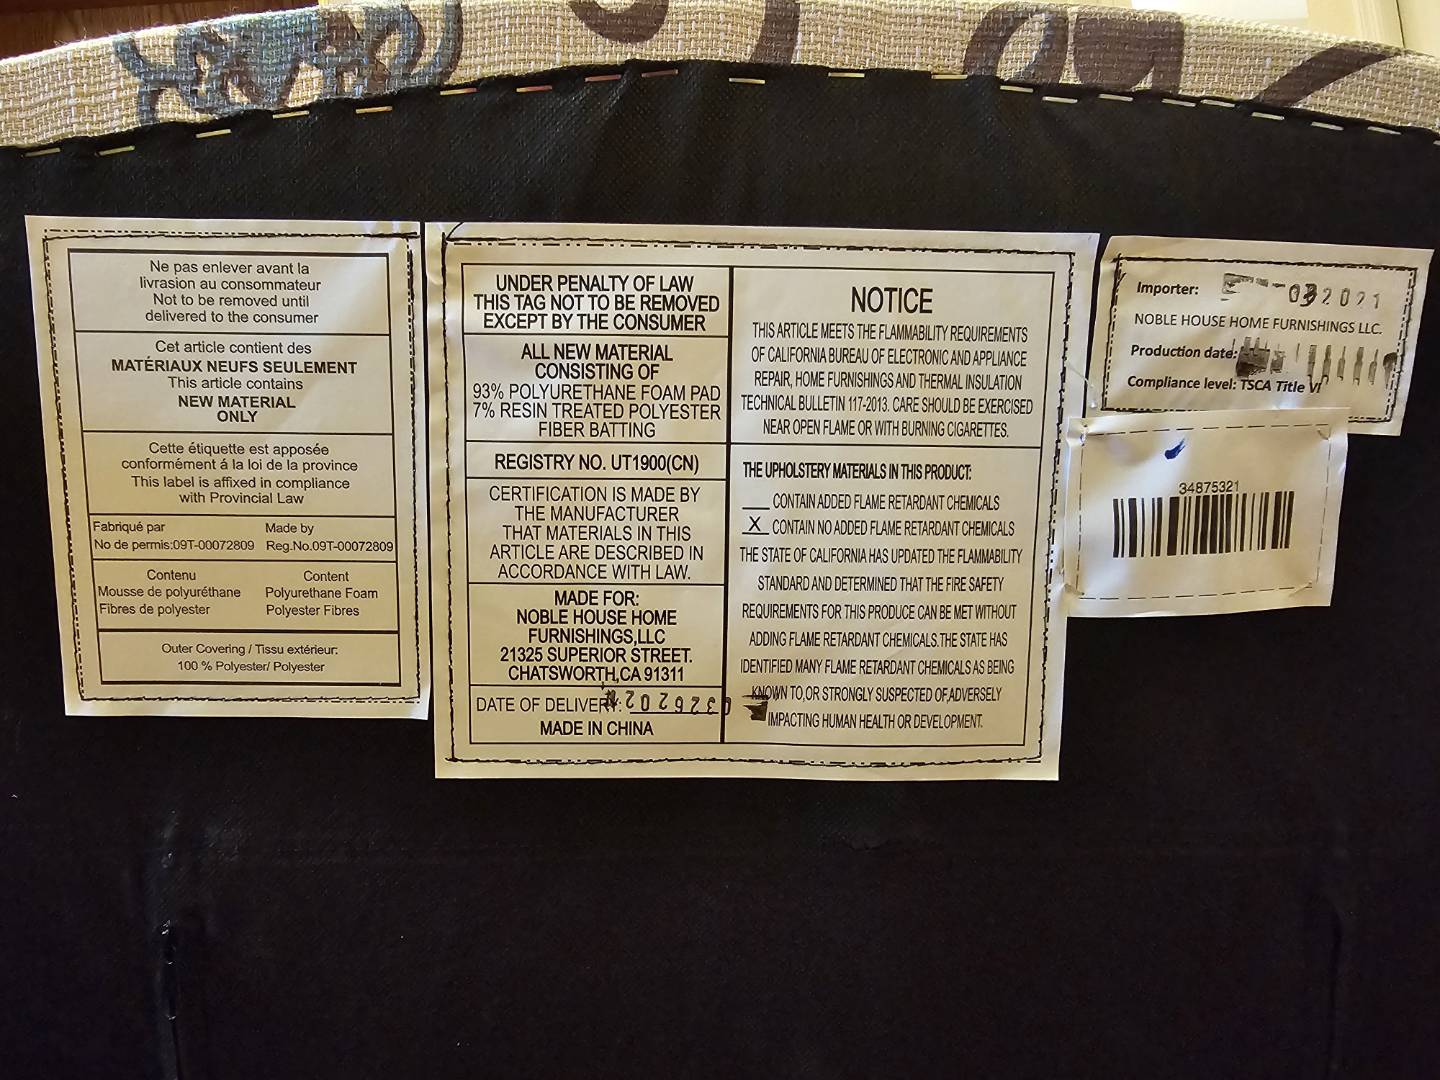 Ne pas enlever avant la
livrasion au consommateur
Not to be removed until
delivered to the consumer
Cet article contient des
MATÉRIAUX NEUFS SEULEMENT
This article contains
NEW MATERIAL
ONLY
Cette étiquette est apposée
conformément á la loi de la province
This label is affixed in compliance
with Provincial Law
Fabriqué par Made by
No de permis:09T-00072809 Reg.No.09T-00072809
Contenu Content
Mousse de polyuréthane Polyurethane Foam
Fibres de polyester Polyester Fibres
Outer Covering / Tissu extérieur:
100 % Polyester/ Polyester
UNDER PENALTY OF LAW
THIS TAG NOT TO BE REMOVED
EXCEPT BY THE CONSUMER
ALL NEW MATERIAL
CONSISTING OF
93% POLYURETHANE FOAM PAD
7% RESIN TREATED POLYESTER
FIBER BATTING
REGISTRY NO. UT1900(CN)
CERTIFICATION IS MADE BY
THE MANUFACTURER
THAT MATERIALS IN THIS
ARTICLE ARE DESCRIBED IN
ACCORDANCE WITH LAW.
MADE FOR:
NOBLE HOUSE HOME
FURNISHINGS,LLC
21325 SUPERIOR STREET.
CHATSWORTH,CA 91311
DATE OF DELIVERY:
MADE IN CHINA
NOTICE
THIS ARTICLE MEETS THE FLAMMABILITY REQUIREMENTS
OF CALIFORNIA BUREAU OF ELECTRONIC AND APPLIANCE
REPAIR, HOME FURNISHINGS AND THERMAL INSULATION
TECHNICAL BULLETIN 117-2013. CARE SHOULD BE EXERCISED
NEAR OPEN FLAME OR WITH BURNING CIGARETTES.
THE UPHOLSTERY MATERIALS IN THIS PRODUCT:
___ CONTAIN ADDED FLAME RETARDANT CHEMICALS
X CONTAIN NO ADDED FLAME RETARDANT CHEMICALS
THE STATE OF CALIFORNIA HAS UPDATED THE FLAMMABILITY
STANDARD AND DETERMINED THAT THE FIRE SAFETY
REQUIREMENTS FOR THIS PRODUCE CAN BE MET WITHOUT
ADDING FLAME RETARDANT CHEMICALS.THE STATE HAS
IDENTIFIED MANY FLAME RETARDANT CHEMICALS AS BEING
KNOWN TO,OR STRONGLY SUSPECTED OF,ADVERSELY
IMPACTING HUMAN HEALTH OR DEVELOPMENT.
Importer: 032021
NOBLE HOUSE HOME FURNISHINGS LLC.
Production date:
Compliance level: TSCA Title VI
34875321